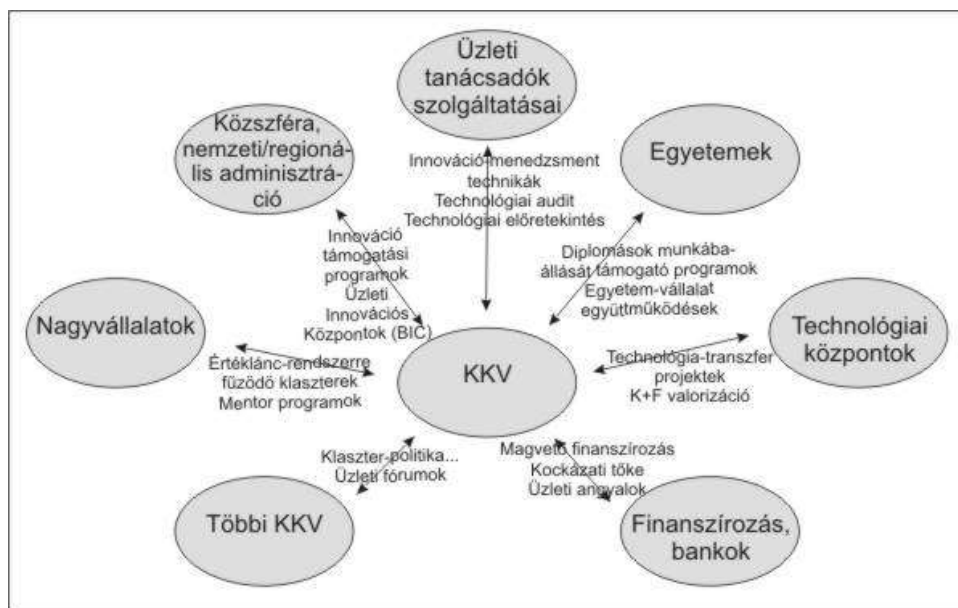 Üzleti
tanácsadók
szolgáltatásai
Közszféra,
nemzeti/regioná-
lis adminisztrá-
ció
Egyetemek
Innováció-menedzsment
technikák
Technológiai audit
Technológiai előretekintés
Innováció
támogatási
programok
Üzleti
Innovációs
Központok (BIC)
Diplomások munkába-
állását támogató programok
Egyetem-vállalat
együttműködések
Nagyvállalatok
Technológiai
központok
KKV
Értéklánc-rendszerre
fűződö klaszterek
Mentor programok
Technológia-transzfer
projektek
K+F valorizáció
Klaszter-politika...
Üzleti fórumok
Magvető finanszírozás
Kockázati tőke
Üzleti angyalok
Többi KKV
Finanszírozás,
bankok